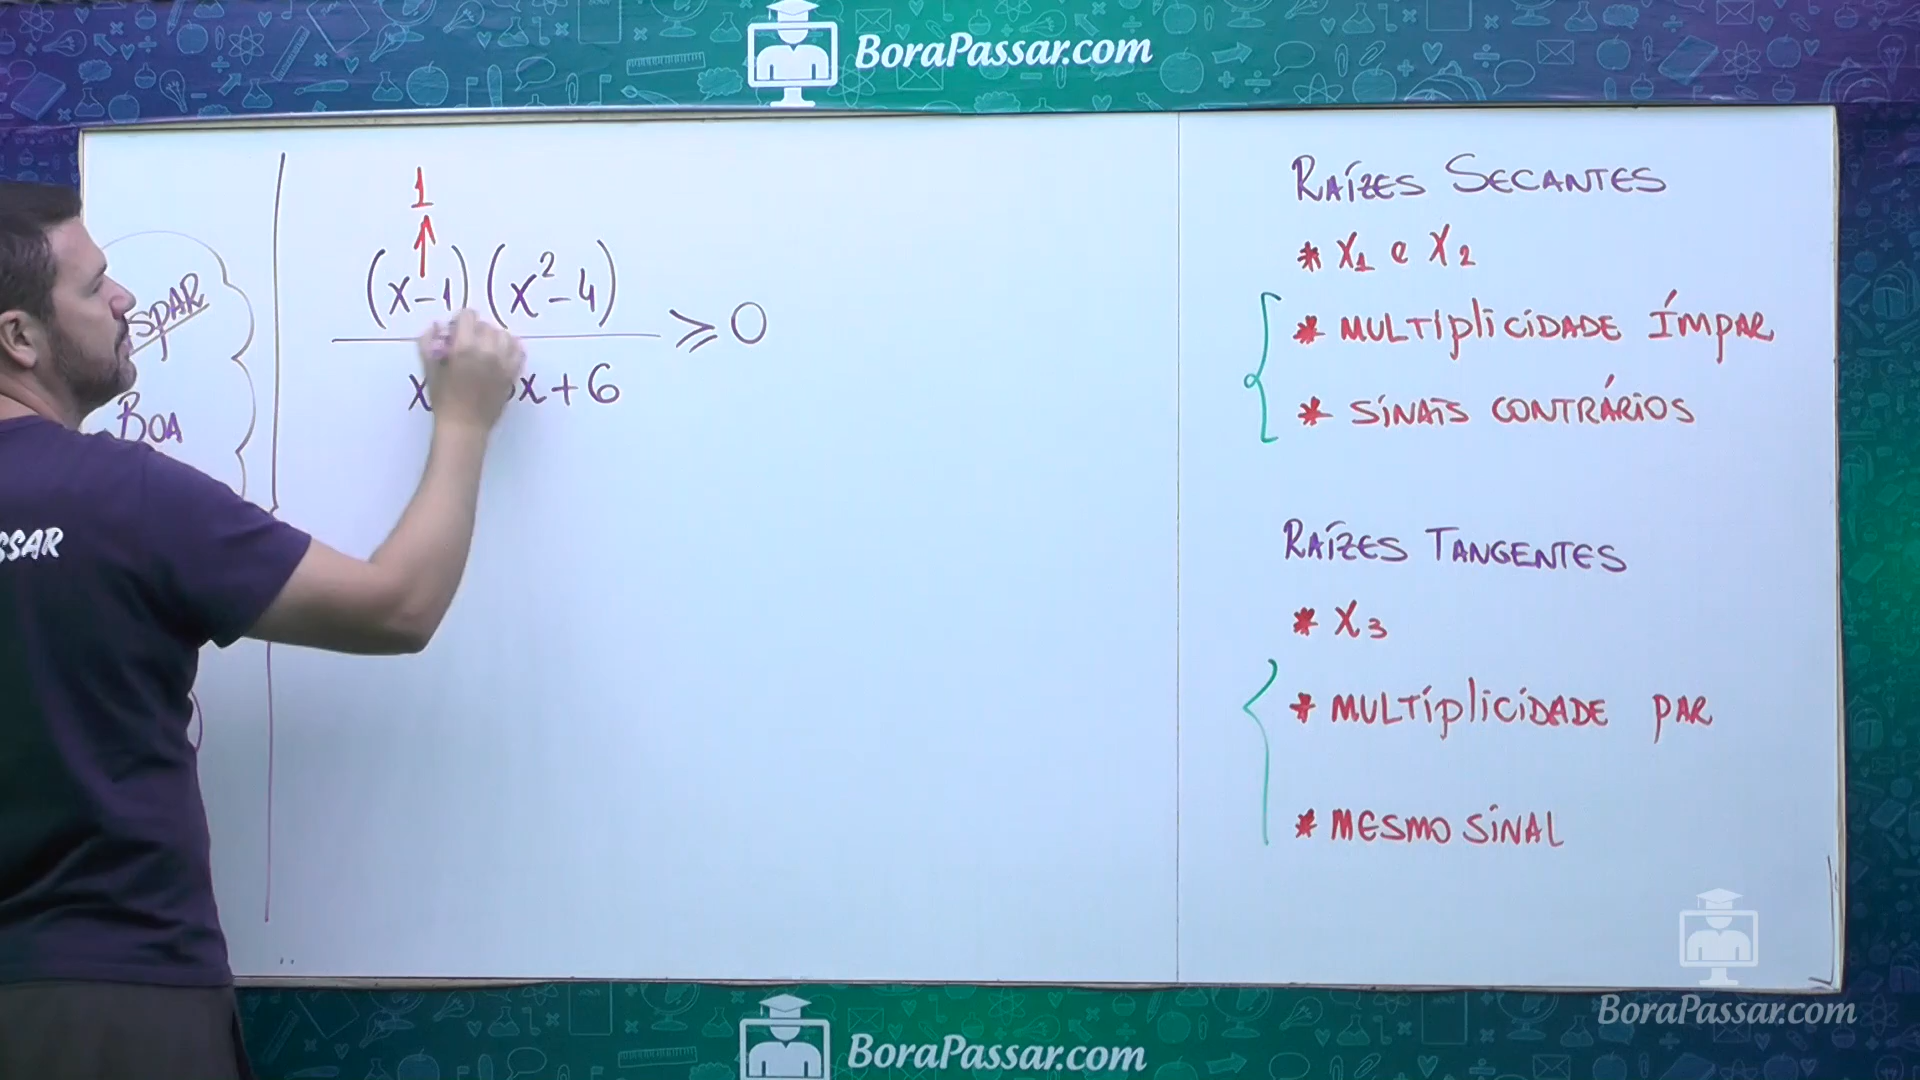 BoraPassar.com
SPAR
BOA
SSAR
1
(x-1)(x²-4)
≥0
x x+6
RAÍZES SECANTES
* X₁ e X₂
* MULTIPLICIDADE ÍMPAR
* SINAIS CONTRÁRIOS
RAÍZES TANGENTES
* X₃
* MULTIPLICIDADE PAR
* MESMO SINAL
BoraPassar.com
BoraPassar.com